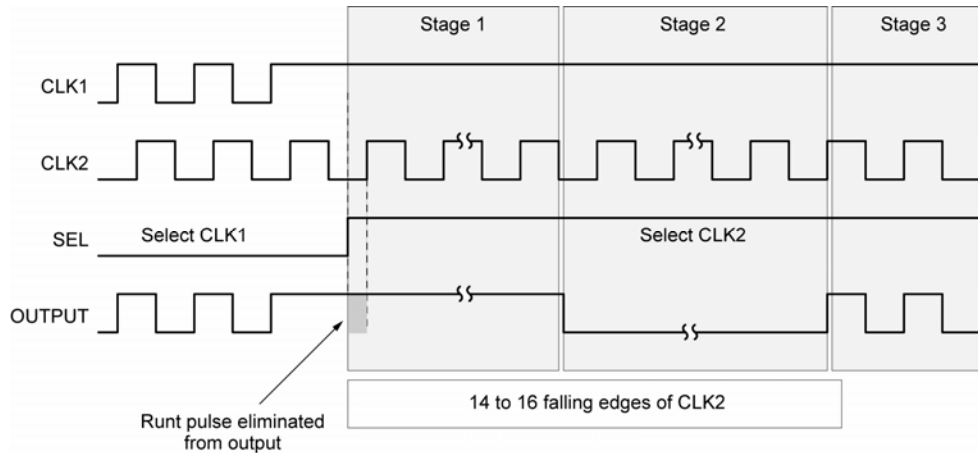 Stage 1
Stage 2
Stage 3
CLK1
CLK2
SEL
Select CLK1
Select CLK2
OUTPUT
14 to 16 falling edges of CLK2
Runt pulse eliminated
from output